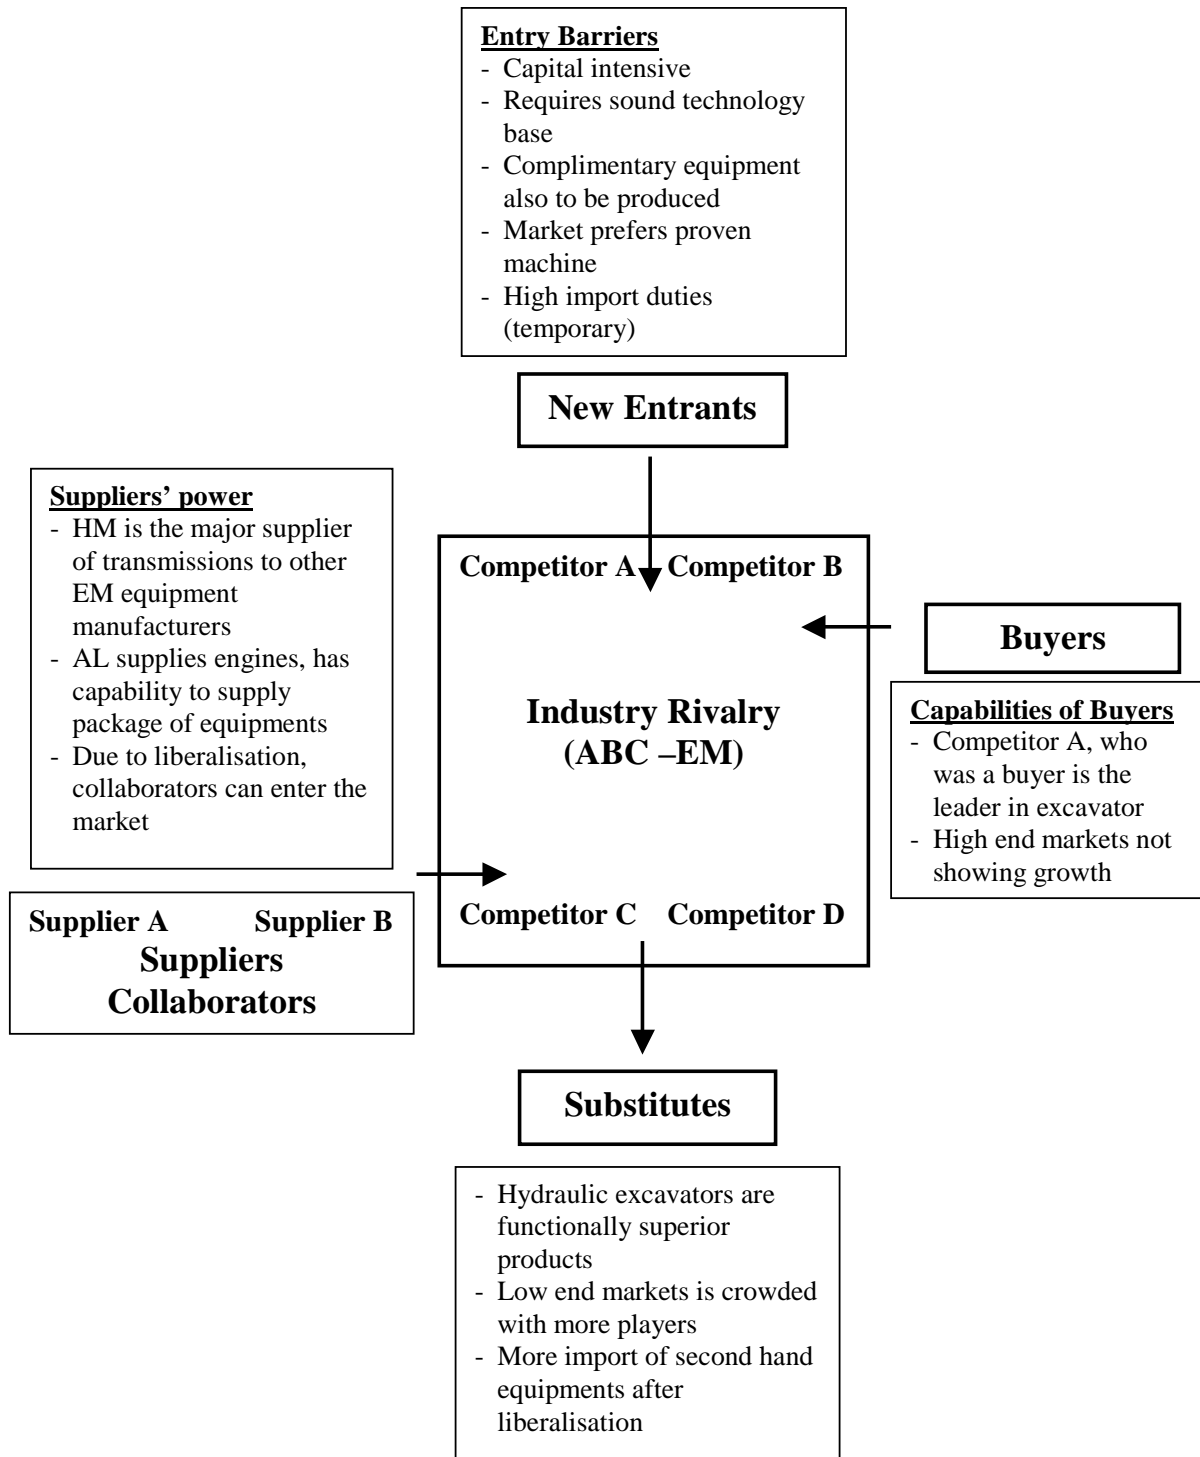 Entry Barriers
- Capital intensive
- Requires sound technology
base
- Complimentary equipment
also to be produced
- Market prefers proven
machine
- High import duties
(temporary)
New Entrants
Suppliers’ power
- HM is the major supplier
of transmissions to other
EM equipment
manufacturers
- AL supplies engines, has
capability to supply
package of equipments
- Due to liberalisation,
collaborators can enter the
market
Competitor A Competitor B
Industry Rivalry
(ABC –EM)
Competitor C Competitor D
Buyers
Capabilities of Buyers
- Competitor A, who
was a buyer is the
leader in excavator
- High end markets not
showing growth
Supplier A Supplier B
Suppliers
Collaborators
Substitutes
- Hydraulic excavators are
functionally superior
products
- Low end markets is crowded
with more players
- More import of second hand
equipments after
liberalisation